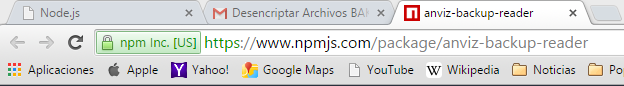 Node.js Desencriptar Archivos BAK anviz-backup-reader
npm Inc. [US] https://www.npmjs.com/package/anviz-backup-reader
Aplicaciones Apple Yahoo! Google Maps YouTube W Wikipedia Noticias Po